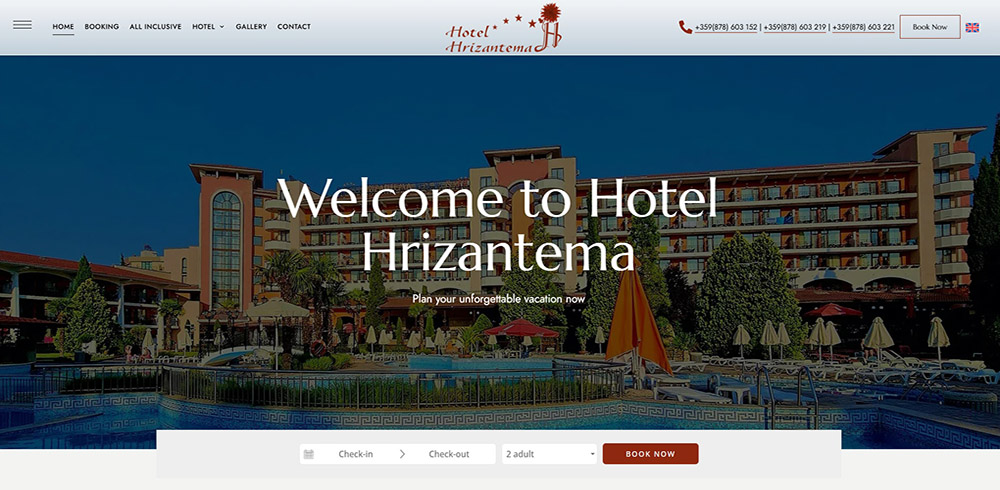 HOME BOOKING ALL INCLUSIVE HOTEL GALLERY CONTACT
Hotel
Hrizantema
+359(878) 603 152 | +359(878) 603 219 | +359(878) 603 221
Book Now
Welcome to Hotel
Hrizantema
Plan your unforgettable vacation now
Check-in Check-out 2 adult BOOK NOW